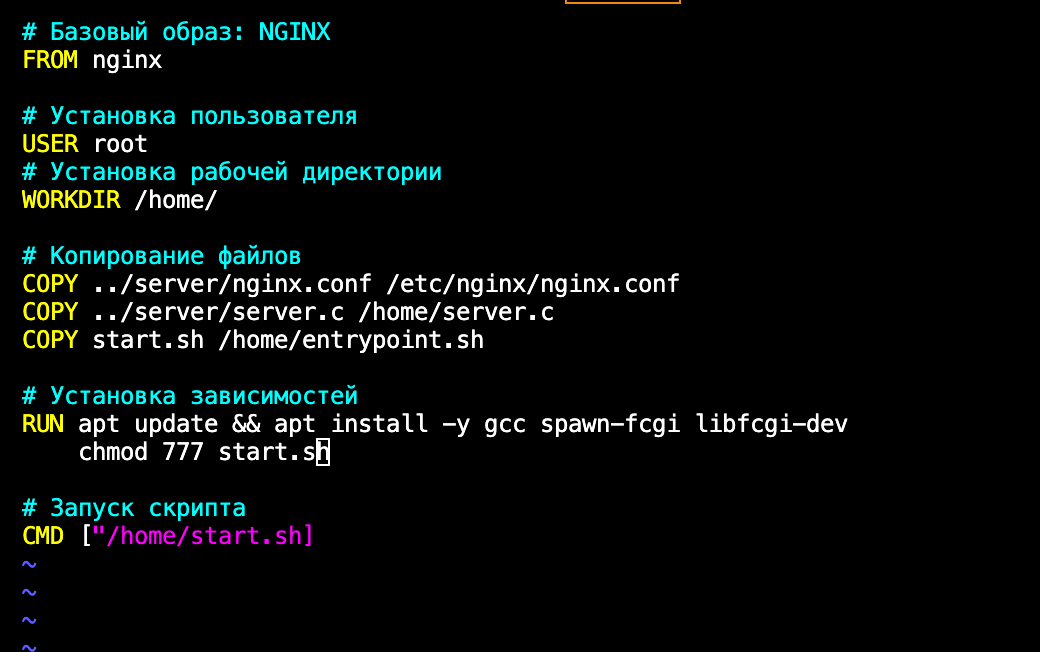 # Базовый образ: NGINX
FROM nginx
# Установка пользователя
USER root
# Установка рабочей директории
WORKDIR /home/
# Копирование файлов
COPY ../server/nginx.conf /etc/nginx/nginx.conf
COPY ../server/server.c /home/server.c
COPY start.sh /home/entrypoint.sh
# Установка зависимостей
RUN apt update && apt install -y gcc spawn-fcgi libfcgi-dev
chmod 777 start.sh
# Запуск скрипта
CMD ["/home/start.sh]
~
~
~
~